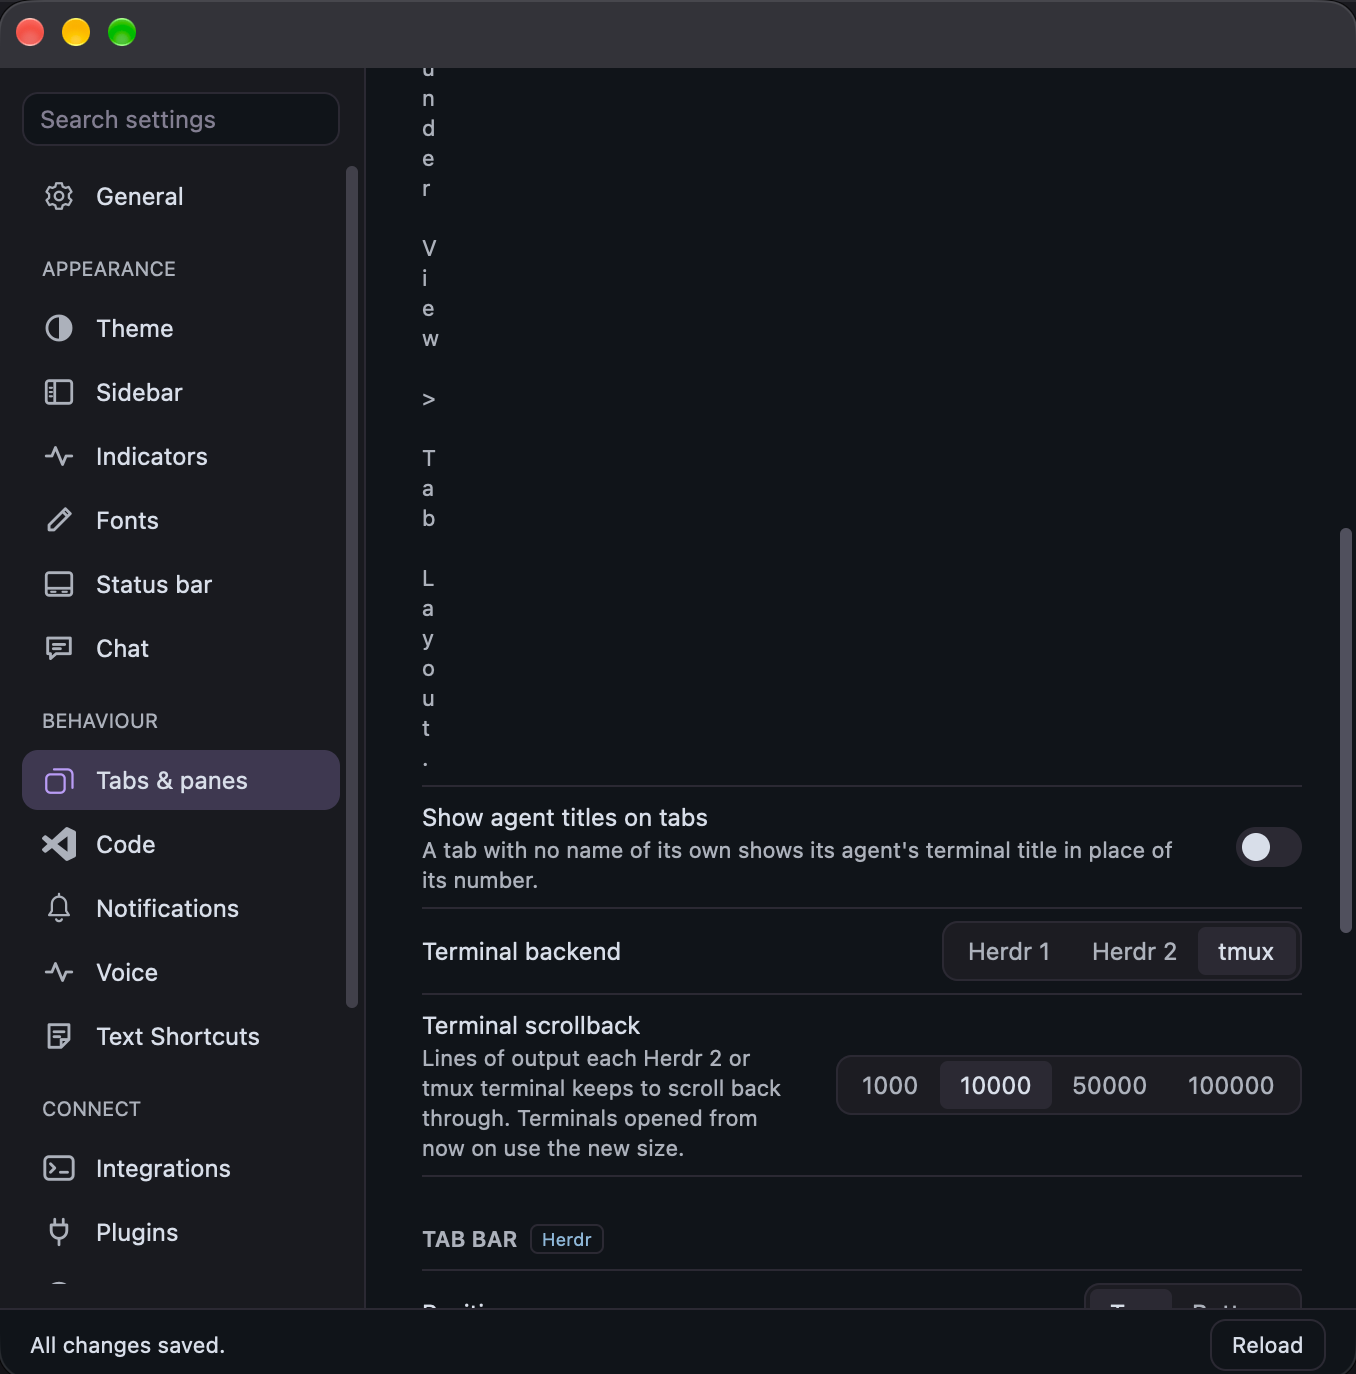 Search settings
General
APPEARANCE
Theme
Sidebar
Indicators
Fonts
Status bar
Chat
BEHAVIOUR
Tabs & panes
Code
Notifications
Voice
Text Shortcuts
CONNECT
Integrations
Plugins
u
n
d
e
r
V
i
e
w
>
T
a
b
L
a
y
o
u
t
.
Show agent titles on tabs
A tab with no name of its own shows its agent's terminal title in place of
its number.
Terminal backend
Herdr 1 Herdr 2 tmux
Terminal scrollback
Lines of output each Herdr 2 or
tmux terminal keeps to scroll back
through. Terminals opened from
now on use the new size.
1000 10000 50000 100000
TAB BAR Herdr
All changes saved.
Reload